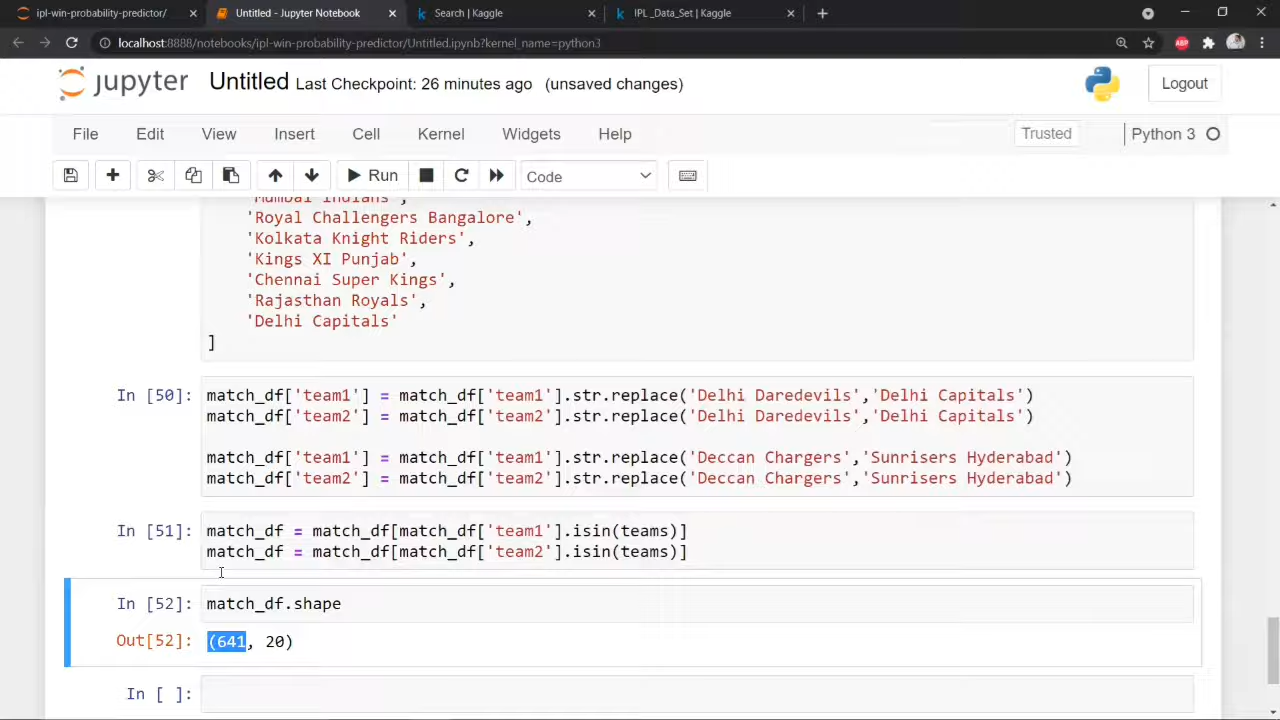 ipl-win-probability-predictor/
Untitled - Jupyter Notebook
Search | Kaggle
IPL _Data_Set | Kaggle
localhost:8888/notebooks/ipl-win-probability-predictor/Untitled.ipynb?kernel_name=python3
ABP
jupyter Untitled Last Checkpoint: 26 minutes ago (unsaved changes)
Logout
File Edit View Insert Cell Kernel Widgets Help
Trusted
Python 3
Run
Code
'Mumbai Indians',
'Royal Challengers Bangalore',
'Kolkata Knight Riders',
'Kings XI Punjab',
'Chennai Super Kings',
'Rajasthan Royals',
'Delhi Capitals'
]
In [50]: match_df['team1'] = match_df['team1'].str.replace('Delhi Daredevils','Delhi Capitals')
match_df['team2'] = match_df['team2'].str.replace('Delhi Daredevils','Delhi Capitals')
match_df['team1'] = match_df['team1'].str.replace('Deccan Chargers','Sunrisers Hyderabad')
match_df['team2'] = match_df['team2'].str.replace('Deccan Chargers','Sunrisers Hyderabad')
In [51]: match_df = match_df[match_df['team1'].isin(teams)]
match_df = match_df[match_df['team2'].isin(teams)]
In [52]: match_df.shape
Out[52]: (641, 20)
In [ ]: